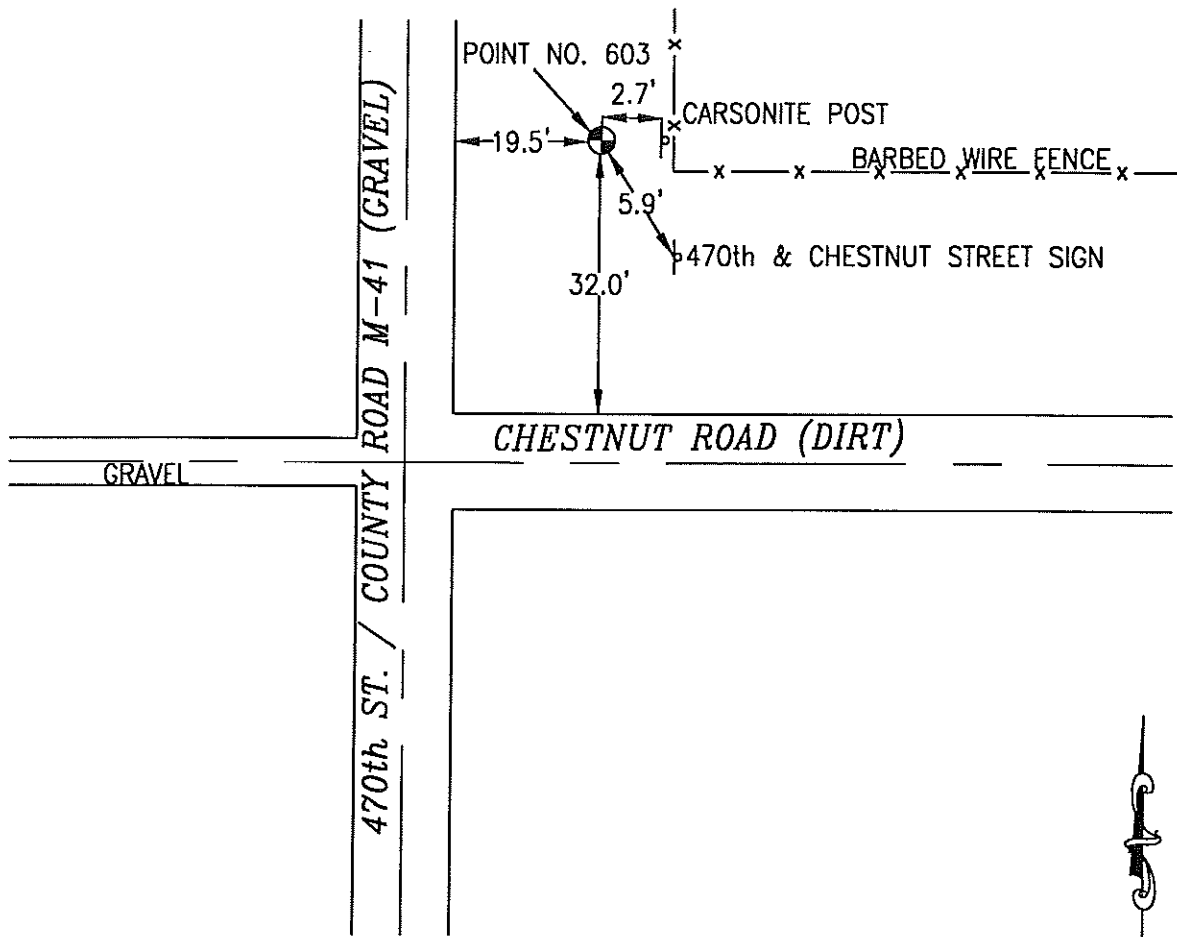 POINT NO. 603
2.7'
CARSONITE POST
19.5'
BARBED WIRE FENCE
5.9'
470th & CHESTNUT STREET SIGN
32.0'
CHESTNUT ROAD (DIRT)
GRAVEL
470th ST. / COUNTY ROAD M-41 (GRAVEL)